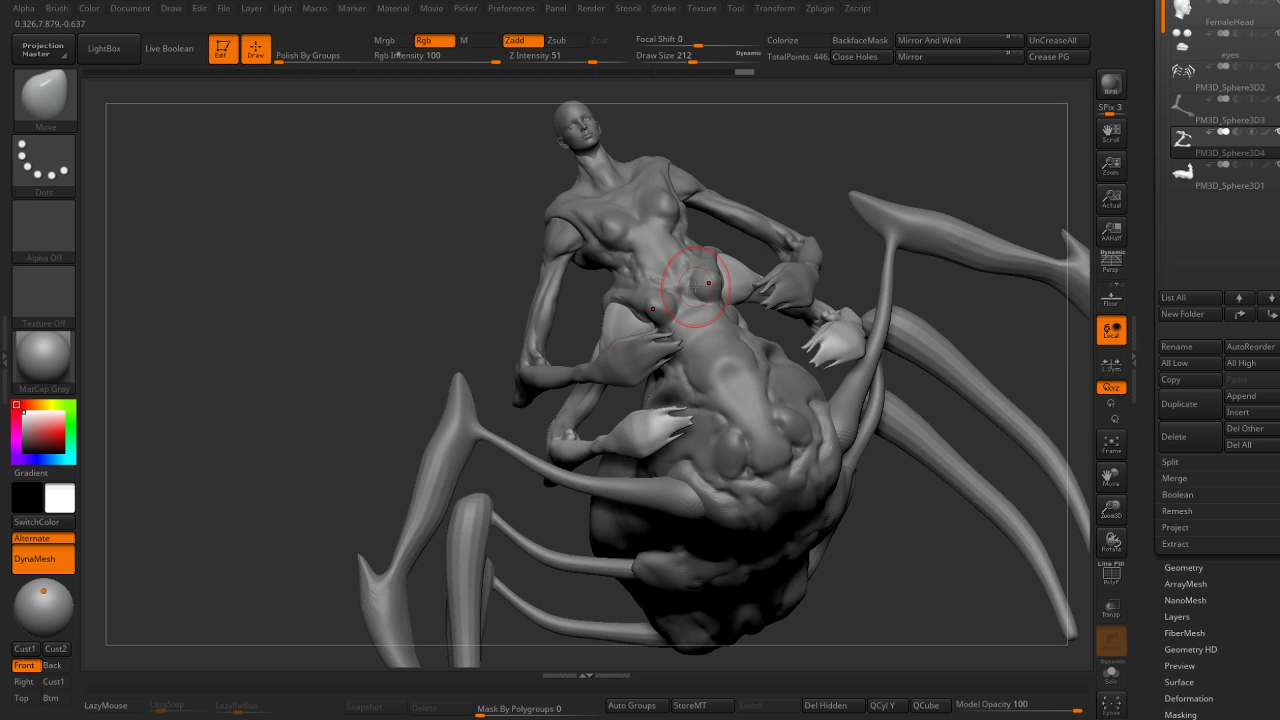 Alpha Brush Color Document Draw Edit File Layer Light Macro Marker Material Movie Picker Preferences Panel Render Stencil Stroke Texture Tool Transform Zplugin Zscript
0.326,7.879,-0.637
Projection Master
LightBox
Live Boolean
Edit
Draw
Polish By Groups
Mrgb Rgb M
Rgb Intensity 100
Zadd Zsub Zcut
Z Intensity 51
Focal Shift 0
Draw Size 212
Dynamic
Colorize
TotalPoints: 446,
BackfaceMask
Close Holes
Mirror And Weld
Mirror
UnCreaseAll
Crease PG
Move
Dots
Alpha Off
Texture Off
MatCap Gray
Gradient
SwitchColor
Alternate
DynaMesh
Cust1 Cust2
Front Back
Right Cust1
Top Btm
BPR
SPix 3
Scroll
Zoom
Actual
AAHalf
Dynamic
Persp
Floor
Local
L.Sym
XYZ
Frame
Move
Zoom3D
Rotate
Line Fill
PolyF
Transp
Dynamic
Solo
Xpose
FemaleHead
eyes
PM3D_Sphere3D2
PM3D_Sphere3D3
PM3D_Sphere3D4
PM3D_Sphere3D1
List All
New Folder
Rename AutoReorder
All Low All High
Copy Paste
Duplicate Append
Insert
Delete Del Other
Del All
Split
Merge
Boolean
Remesh
Project
Extract
Geometry
ArrayMesh
NanoMesh
Layers
FiberMesh
Geometry HD
Preview
Surface
Deformation
Masking
LazyMouse
LazyStep
LazyRadius
Snapshot
Delete
Mask By Polygroups 0
Auto Groups
StoreMT
Switch
Del Hidden
QCyl Y
QCube
Model Opacity 100